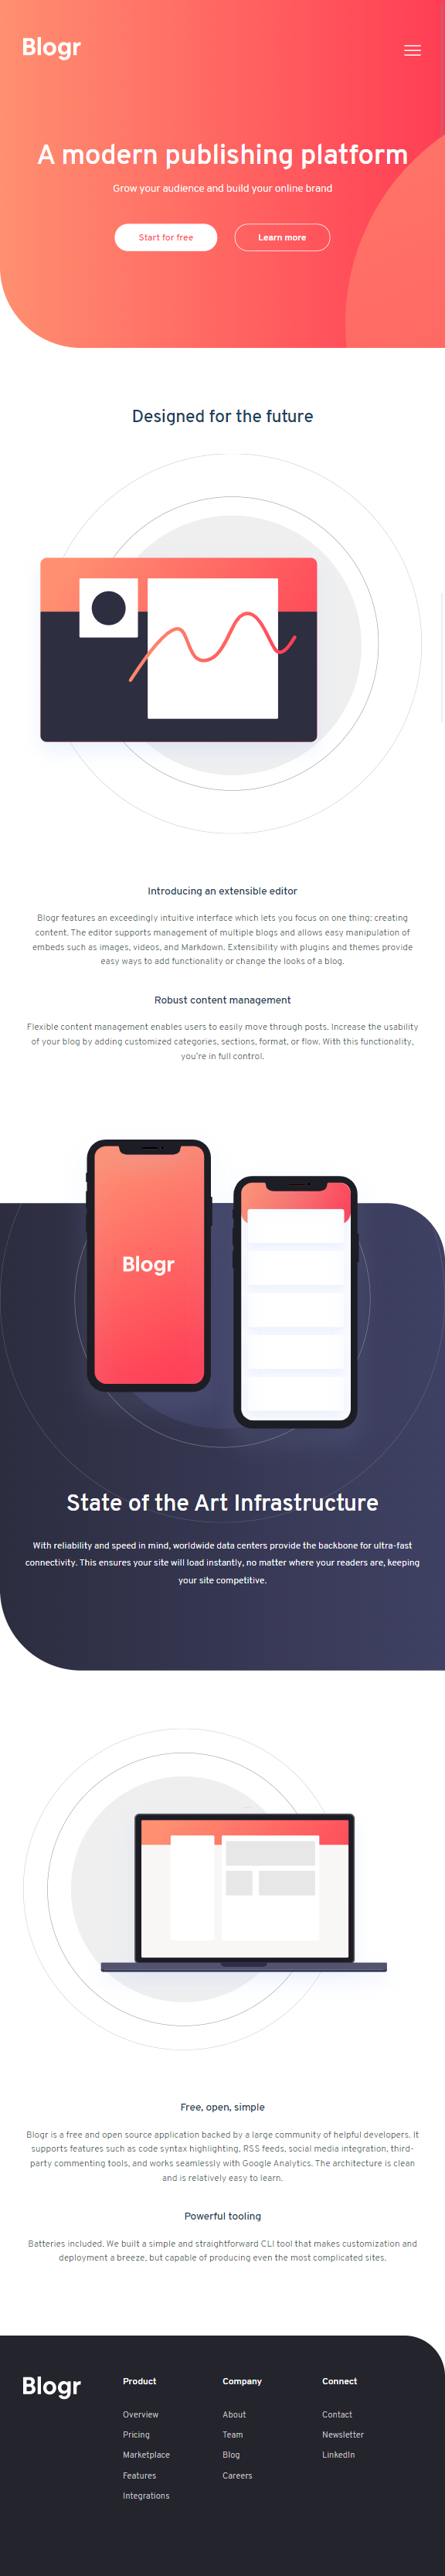 Blogr
A modern publishing platform
Grow your audience and build your online brand
Start for free
Learn more
Designed for the future
Introducing an extensible editor
Blogr features an exceedingly intuitive interface which lets you focus on one thing: creating
content. The editor supports management of multiple blogs and allows easy manipulation of
embeds such as images, videos, and Markdown. Extensibility with plugins and themes provide
easy ways to add functionality or change the looks of a blog.
Robust content management
Flexible content management enables users to easily move through posts. Increase the usability
of your blog by adding customized categories, sections, format, or flow. With this functionality,
you're in full control.
Blogr
State of the Art Infrastructure
With reliability and speed in mind, worldwide data centers provide the backbone for ultra-fast
connectivity. This ensures your site will load instantly, no matter where your readers are, keeping
your site competitive.
Free, open, simple
Blogr is a free and open source application backed by a large community of helpful developers. It
supports features such as code syntax highlighting, RSS feeds, social media integration, third-
party commenting tools, and works seamlessly with Google Analytics. The architecture is clean
and is relatively easy to learn.
Powerful tooling
Batteries included. We built a simple and straightforward CLI tool that makes customization and
deployment a breeze, but capable of producing even the most complicated sites.
Blogr
Product
Overview
Pricing
Marketplace
Features
Integrations
Company
About
Team
Blog
Careers
Connect
Contact
Newsletter
LinkedIn